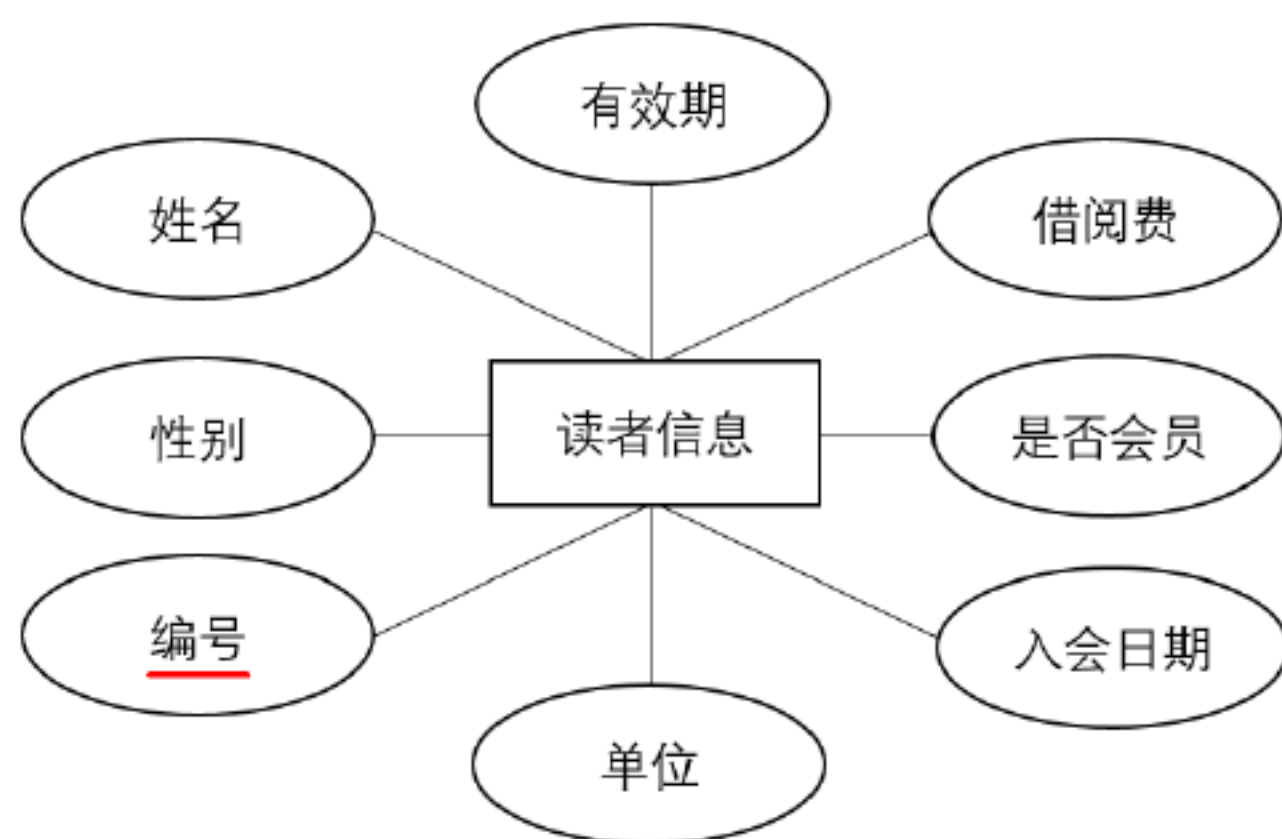 有效期
姓名
借阅费
性别
读者信息
是否会员
编号
入会日期
单位